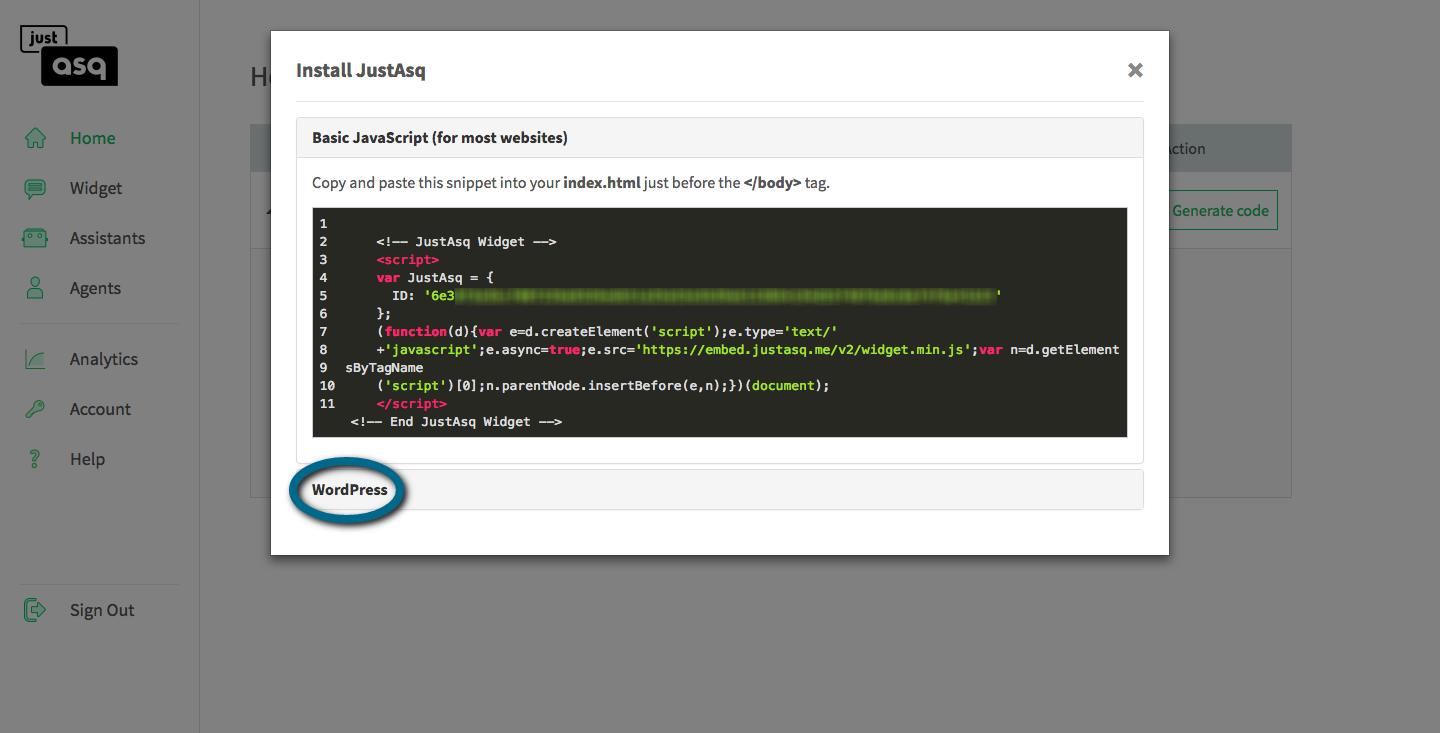 just
asq
Home
Widget
Assistants
Agents
Analytics
Account
Help
Sign Out
Install JustAsq
Basic JavaScript (for most websites)
Copy and paste this snippet into your index.html just before the </body> tag.
1
2 <!-- JustAsq Widget -->
3 <script>
4 var JustAsq = {
5 ID: '6e3 '
6 };
7 (function(d){var e=d.createElement('script');e.type='text/'
8 +'javascript';e.async=true;e.src='https://embed.justasq.me/v2/widget.min.js';var n=d.getElement
9 sByTagName
10 ('script')[0];n.parentNode.insertBefore(e,n);})(document);
11 </script>
<!-- End JustAsq Widget -->
WordPress
Generate code